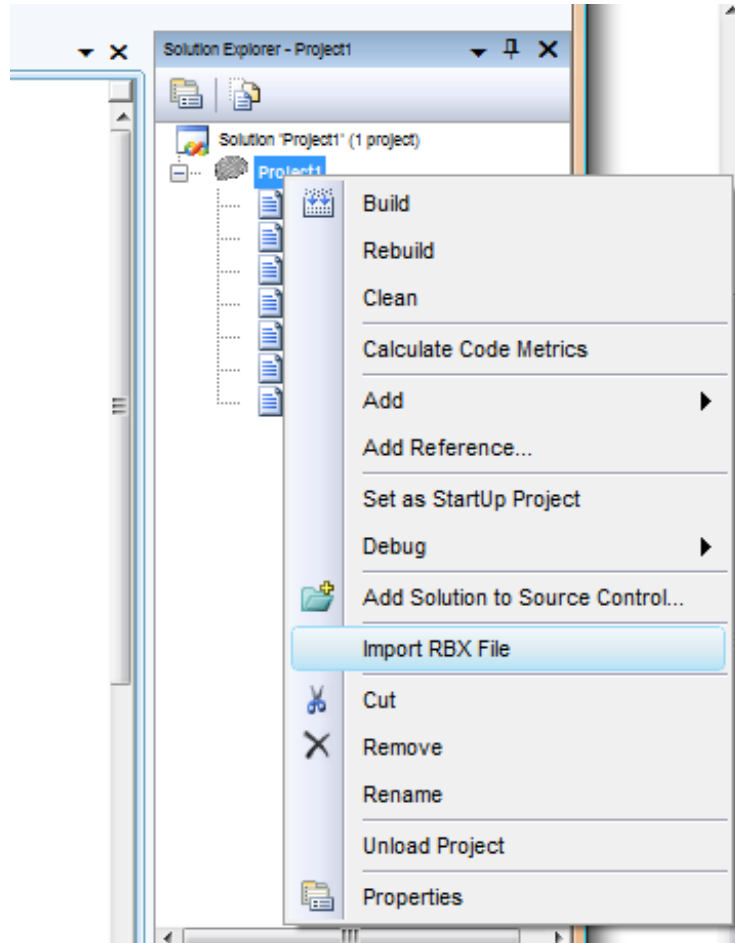 Solution Explorer - Project1
Solution "Project1" (1 project)
Project1
Build
Rebuild
Clean
Calculate Code Metrics
Add
Add Reference...
Set as StartUp Project
Debug
Add Solution to Source Control...
Import RBX File
Cut
Remove
Rename
Unload Project
Properties